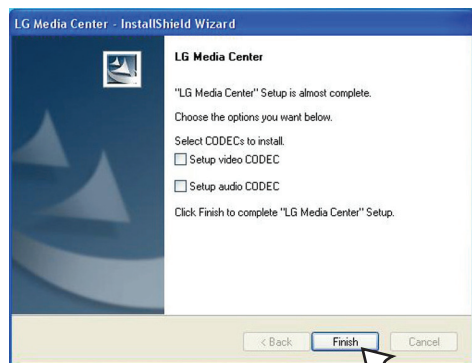 LG Media Center - InstallShield Wizard
LG Media Center
"LG Media Center" Setup is almost complete.
Choose the options you want below.
Select CODECs to install.
Setup video CODEC
Setup audio CODEC
Click Finish to complete "LG Media Center" Setup.
< Back Finish Cancel